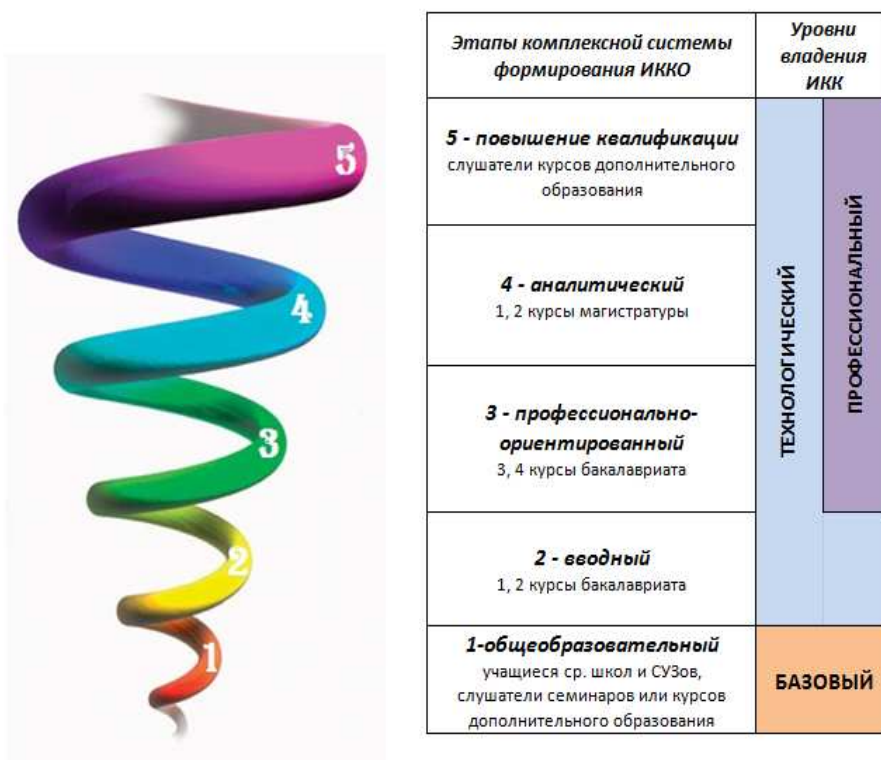 5
4
3
2
1
Этапы комплексной системы
формирования ИККО
Уровни
владения
ИКК
5 - повышение квалификации
слушатели курсов дополнительного
образования
4 - аналитический
1, 2 курсы магистратуры
3 - профессионально-
ориентированный
3, 4 курсы бакалавриата
2 - вводный
1, 2 курсы бакалавриата
1-общеобразовательный
учащиеся ср. школ и СУЗов,
слушатели семинаров или курсов
дополнительного образования
ТЕХНОЛОГИЧЕСКИЙ
ПРОФЕССИОНАЛЬНЫЙ
БАЗОВЫЙ